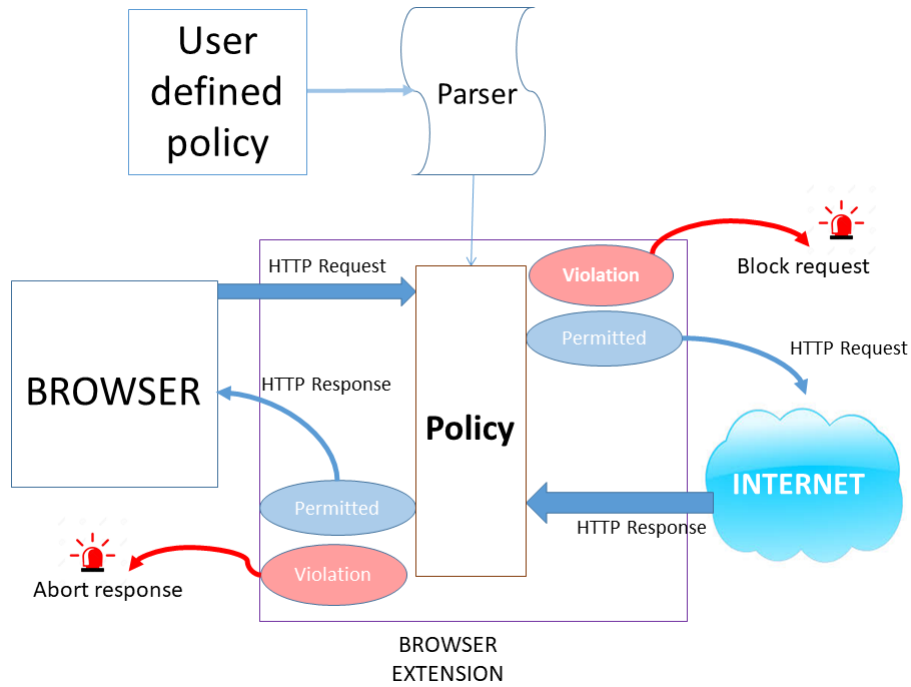 User
defined
policy
Parser
HTTP Request
Violation
Block request
Permitted
HTTP Request
BROWSER
HTTP Response
Policy
INTERNET
Permitted
HTTP Response
Violation
Abort response
BROWSER
EXTENSION